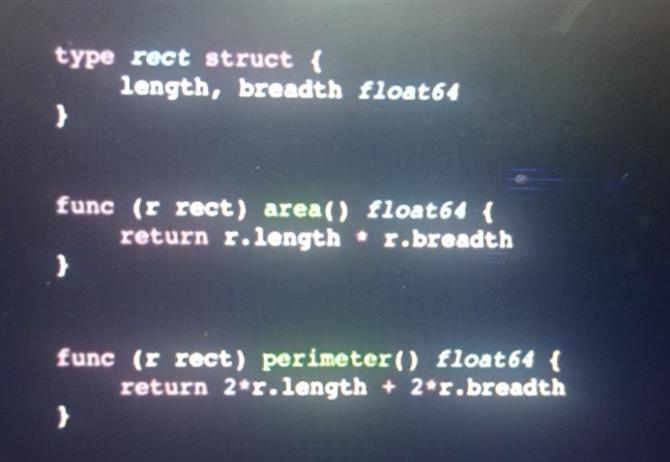 type rect struct {
length, breadth float64
}
func (r rect) area() float64 {
return r.length * r.breadth
}
func (r rect) perimeter() float64 {
return 2*r.length + 2*r.breadth
}